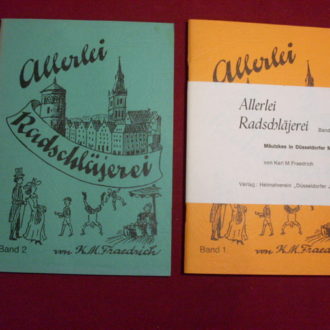 Allerlei
Radschläjerei
Band 2
von K.M. Fraedrich
Allerlei
Allerlei
Radschläjerei Band
Mäutzkes in Düsseldorfer
von Karl M Fraedrich
Verlag: Heimatverein „Düsseldorfer
Band 1
von K.M. Fraedrich